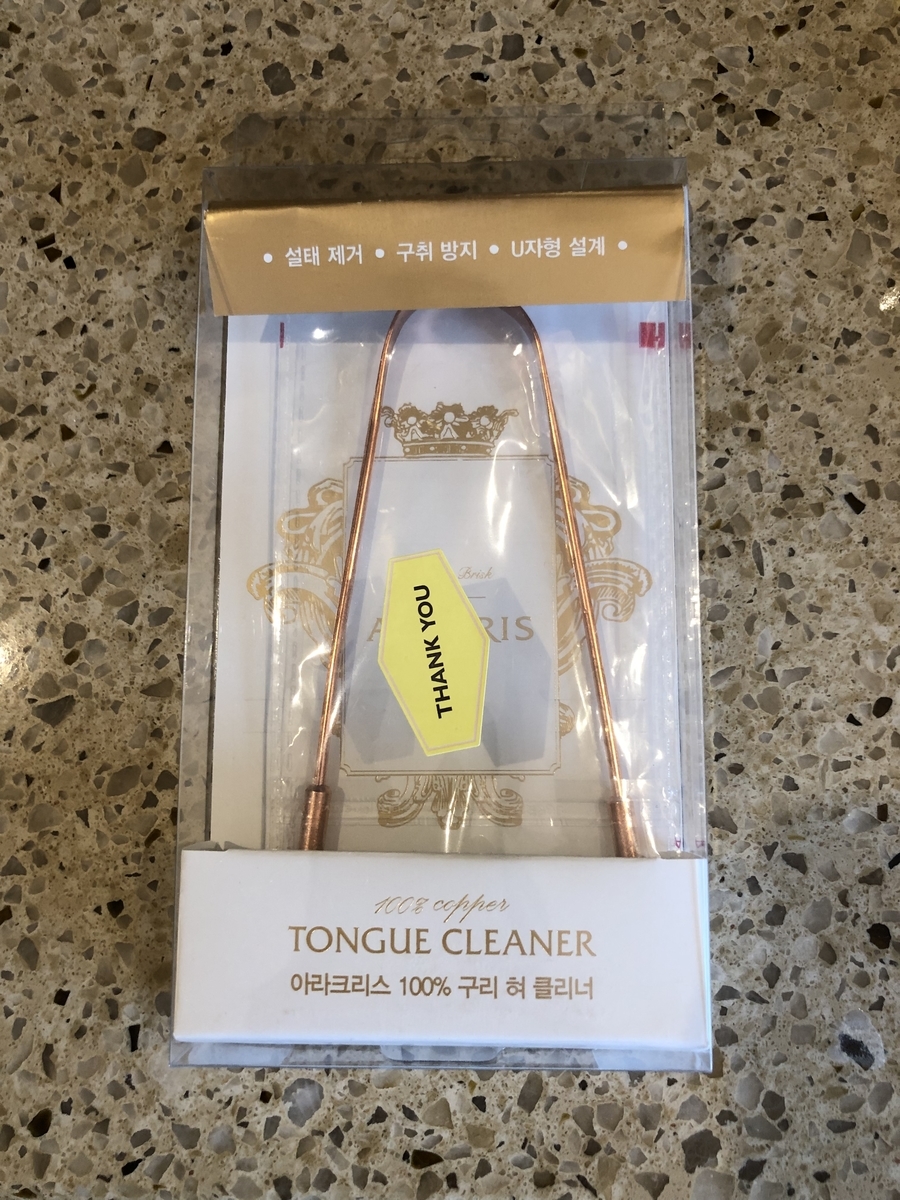 • 설태 제거 • 구취 방지 • U자형 설계 •
Brick
THANK YOU
100% copper
TONGUE CLEANER
아라크리스 100% 구리 혀 클리너